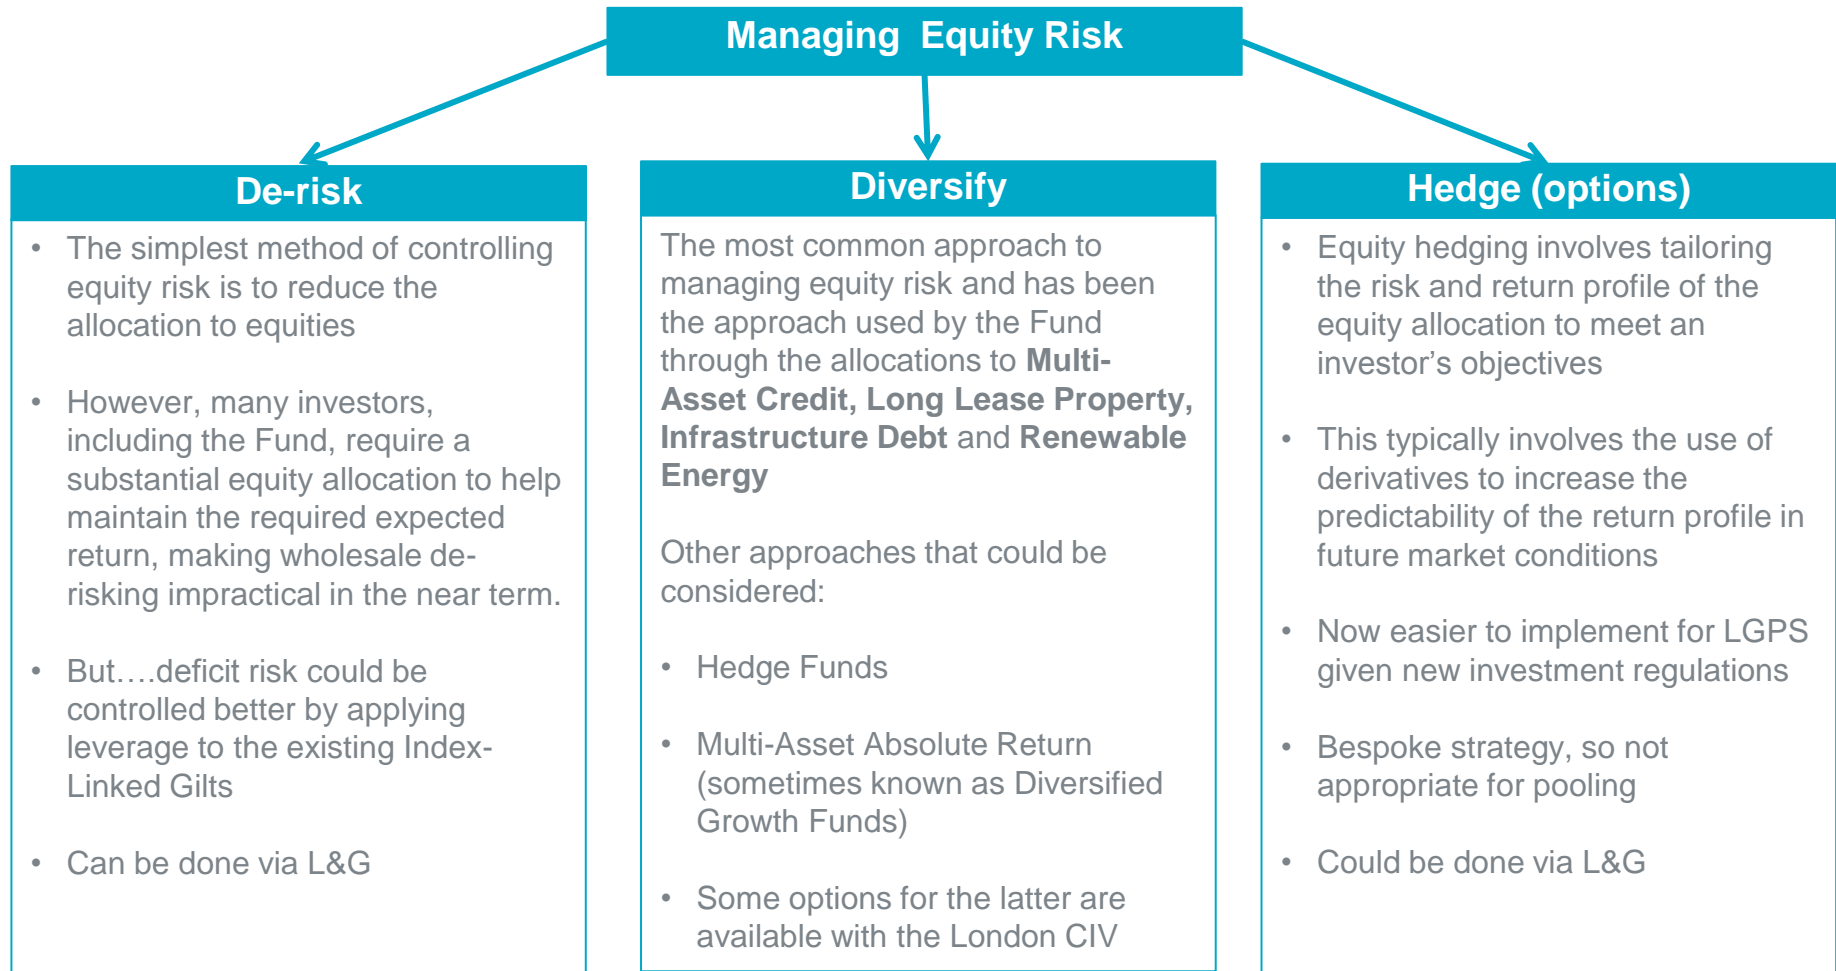 Managing Equity Risk
De-risk
• The simplest method of controlling
equity risk is to reduce the
allocation to equities
• However, many investors,
including the Fund, require a
substantial equity allocation to help
maintain the required expected
return, making wholesale de-
risking impractical in the near term.
• But….deficit risk could be
controlled better by applying
leverage to the existing Index-
Linked Gilts
• Can be done via L&G
Diversify
The most common approach to
managing equity risk and has been
the approach used by the Fund
through the allocations to Multi-
Asset Credit, Long Lease Property,
Infrastructure Debt and Renewable
Energy
Other approaches that could be
considered:
• Hedge Funds
• Multi-Asset Absolute Return
(sometimes known as Diversified
Growth Funds)
• Some options for the latter are
available with the London CIV
Hedge (options)
• Equity hedging involves tailoring
the risk and return profile of the
equity allocation to meet an
investor’s objectives
• This typically involves the use of
derivatives to increase the
predictability of the return profile in
future market conditions
• Now easier to implement for LGPS
given new investment regulations
• Bespoke strategy, so not
appropriate for pooling
• Could be done via L&G